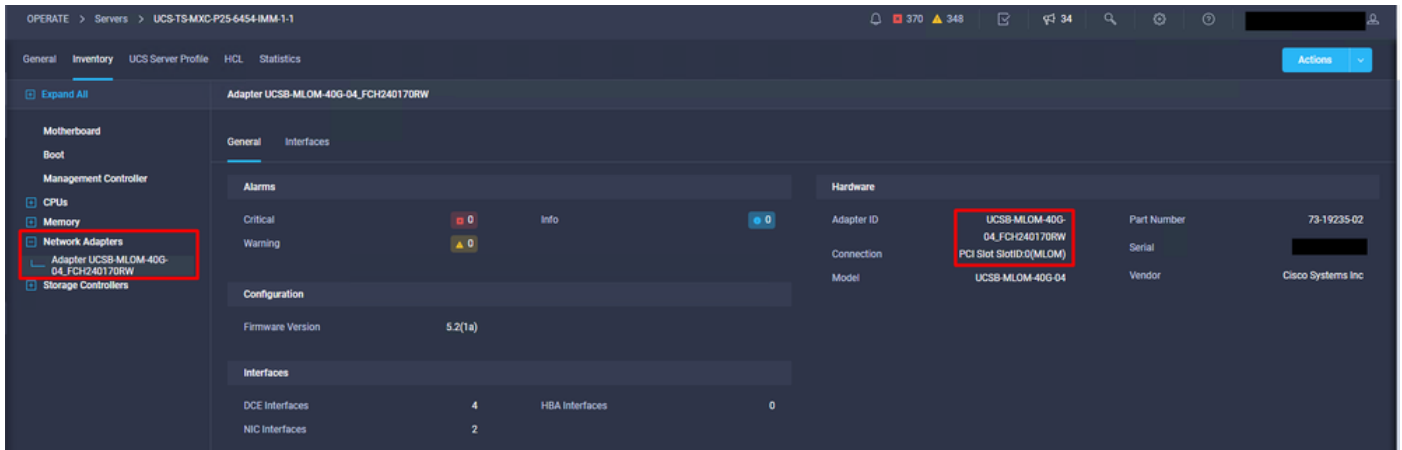 OPERATE > Servers > UCS-TS-MXC-P25-6454-IMM-1-1
370 348 34
General Inventory UCS Server Profile HCL Statistics
Actions
Expand All
Adapter UCSB-MLOM-40G-04_FCH240170RW
Motherboard
Boot
Management Controller
CPUs
Memory
Network Adapters
Adapter UCSB-MLOM-40G-
04_FCH240170RW
Storage Controllers
General Interfaces
Alarms
Critical 0 Info 0
Warning 0
Configuration
Firmware Version 5.2(1a)
Interfaces
DCE Interfaces 4 HBA Interfaces 0
NIC Interfaces 2
Hardware
Adapter ID UCSB-MLOM-40G-
04_FCH240170RW
Part Number 73-19235-02
Connection PCI Slot SlotID:0(MLOM)
Serial
Model UCSB-MLOM-40G-04
Vendor Cisco Systems Inc